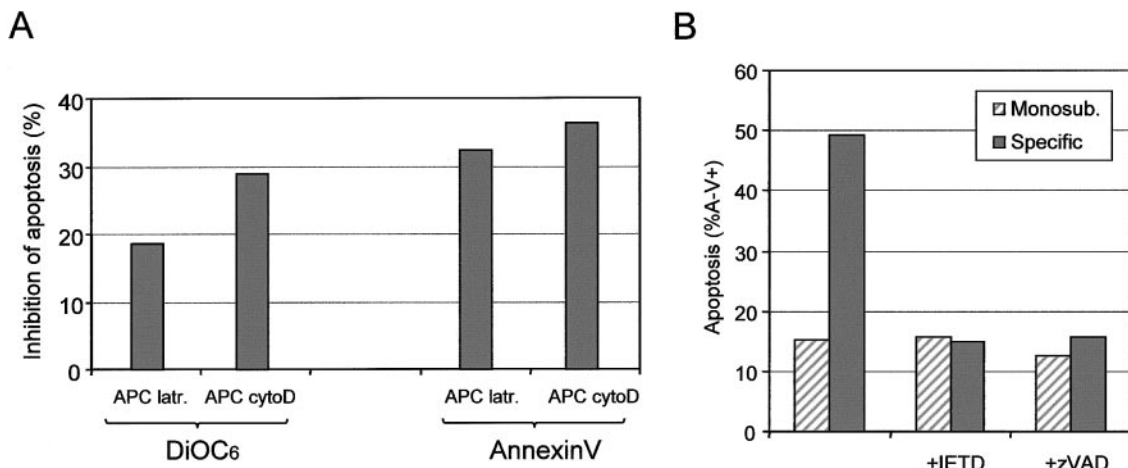 A
Inhibition of apoptosis (%)
40
30
20
10
0
APC latr. APC cytoD APC latr. APC cytoD
DiOC6 AnnexinV
B
Apoptosis (%A-V+)
60
50
40
30
20
10
0
Monosub.
Specific
+IETD +zVAD